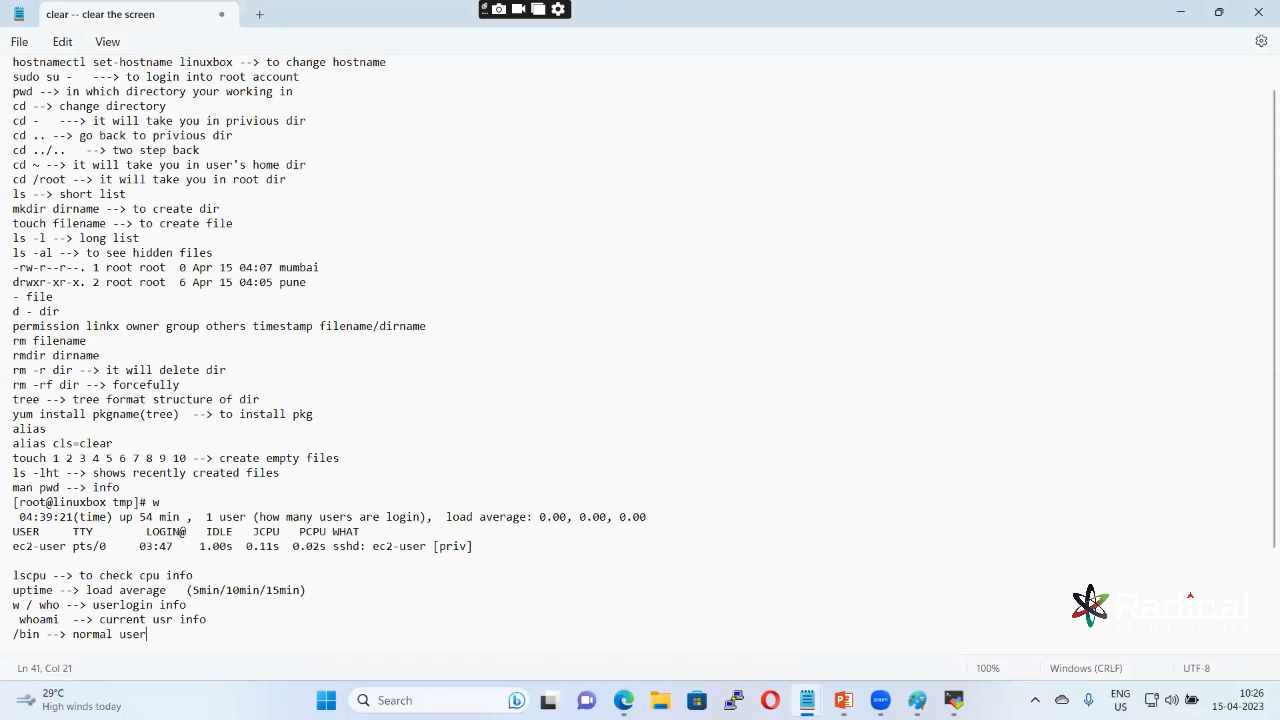 clear -- clear the screen
File Edit View
hostnamectl set-hostname linuxbox --> to change hostname
sudo su - ---> to login into root account
pwd --> in which directory your working in
cd --> change directory
cd - ---> it will take you in privious dir
cd .. --> go back to privious dir
cd ../.. --> two step back
cd ~ --> it will take you in user's home dir
cd /root --> it will take you in root dir
ls --> short list
mkdir dirname --> to create dir
touch filename --> to create file
ls -l --> long list
ls -al --> to see hidden files
-rw-r--r--. 1 root root 0 Apr 15 04:07 mumbai
drwxr-xr-x. 2 root root 6 Apr 15 04:05 pune
- file
d - dir
permission linkx owner group others timestamp filename/dirname
rm filename
rmdir dirname
rm -r dir --> it will delete dir
rm -rf dir --> forcefully
tree --> tree format structure of dir
yum install pkgname(tree) --> to install pkg
alias
alias cls=clear
touch 1 2 3 4 5 6 7 8 9 10 --> create empty files
ls -lht --> shows recently created files
man pwd --> info
[root@linuxbox tmp]# w
04:39:21(time) up 54 min , 1 user (how many users are login), load average: 0.00, 0.00, 0.00
USER TTY LOGIN@ IDLE JCPU PCPU WHAT
ec2-user pts/0 03:47 1.00s 0.11s 0.02s sshd: ec2-user [priv]
lscpu --> to check cpu info
uptime --> load average (5min/10min/15min)
w / who --> userlogin info
whoami --> current usr info
/bin --> normal user
Radical
TECHNOLOGIES
Ln 41, Col 21 100% Windows (CRLF) UTF-8
29°C
High winds today
Search
ENG
US
15-04-2023